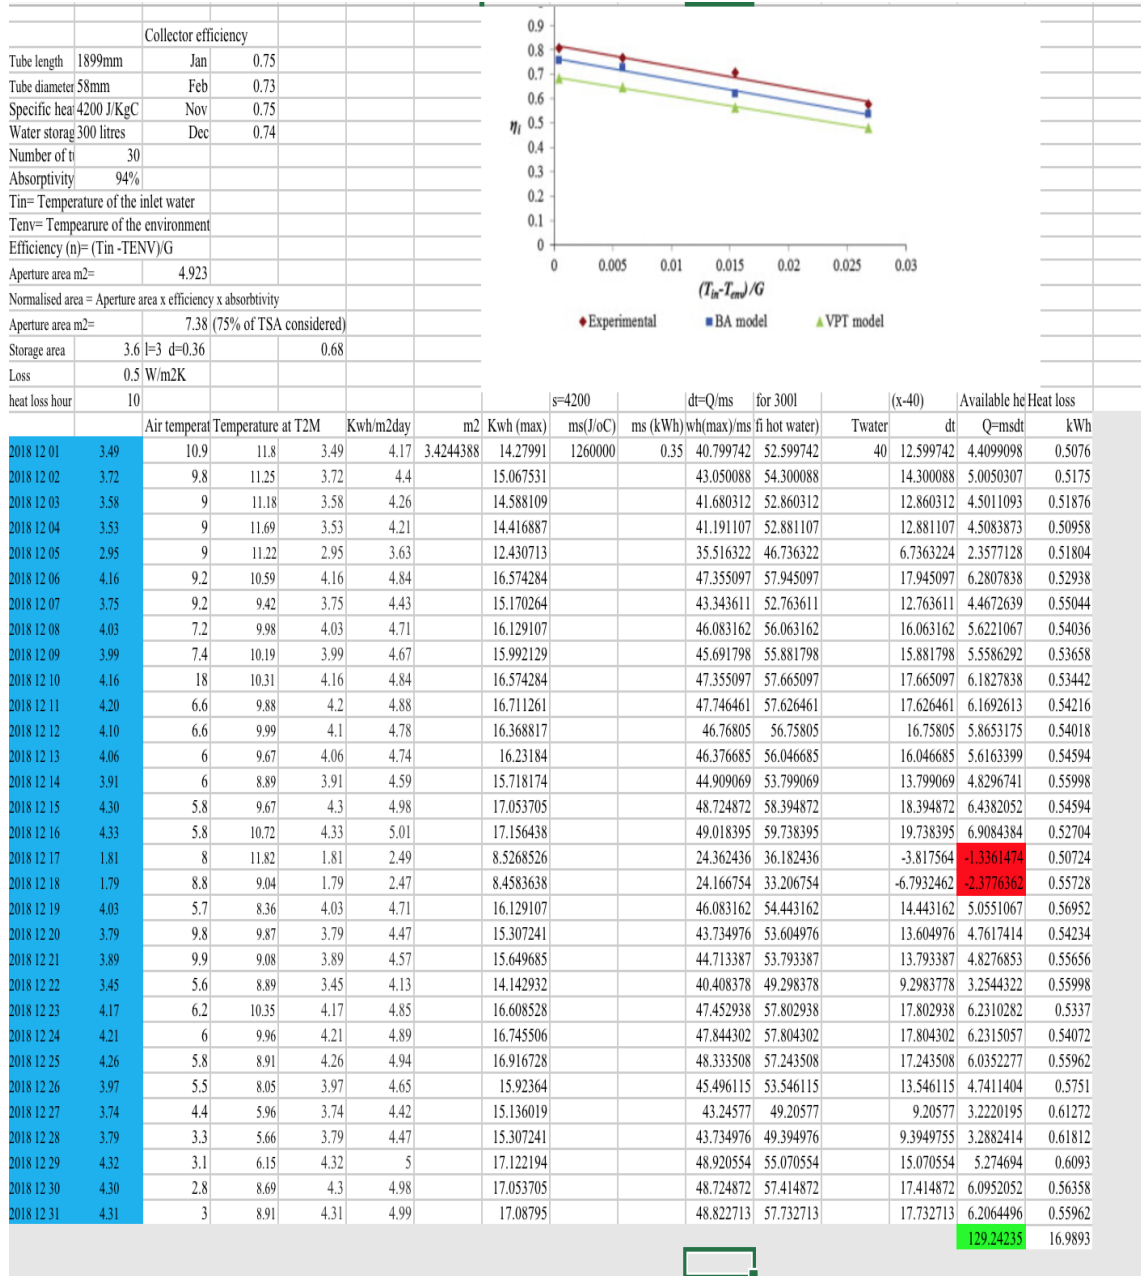 Collector efficiency
Tube length 1899mm Jan 0.75
Tube diameter 58mm Feb 0.73
Specific hea 4200 J/KgC Nov 0.75
Water storag 300 litres Dec 0.74
Number of t 30
Absorptivity 94%
Tin= Temperature of the inlet water
Tenv= Tempearure of the environment
Efficiency (n)= (Tin -TENV)/G
Aperture area m2= 4.923
Normalised area = Aperture area x efficiency x absorbtivity
Aperture area m2= 7.38 (75% of TSA considered)
Storage area 3.6 l=3 d=0.36 0.68
Loss 0.5 W/m2K
heat loss hour 10
0.9
0.8
0.7
0.6
0.5
0.4
0.3
0.2
0.1
0
ηi
0 0.005 0.01 0.015 0.02 0.025 0.03
(Tin-Tenv)/G
Experimental BA model VPT model
s=4200 dt=Q/ms for 300l (x-40) Available he Heat loss
Air temperat Temperature at T2M Kwh/m2day m2 Kwh (max) ms(J/oC) ms (kWh) wh(max)/ms fi hot water) Twater dt Q=msdt kWh
2018 12 01 3.49 10.9 11.8 3.49 4.17 3.4244388 14.27991 1260000 0.35 40.799742 52.599742 40 12.599742 4.4099098 0.5076
2018 12 02 3.72 9.8 11.25 3.72 4.4 15.067531 43.050088 54.300088 14.300088 5.0050307 0.5175
2018 12 03 3.58 9 11.18 3.58 4.26 14.588109 41.680312 52.860312 12.860312 4.5011093 0.51876
2018 12 04 3.53 9 11.69 3.53 4.21 14.416887 41.191107 52.881107 12.881107 4.5083873 0.50958
2018 12 05 2.95 9 11.22 2.95 3.63 12.430713 35.516322 46.736322 6.7363224 2.3577128 0.51804
2018 12 06 4.16 9.2 10.59 4.16 4.84 16.574284 47.355097 57.945097 17.945097 6.2807838 0.52938
2018 12 07 3.75 9.2 9.42 3.75 4.43 15.170264 43.343611 52.763611 12.763611 4.4672639 0.55044
2018 12 08 4.03 7.2 9.98 4.03 4.71 16.129107 46.083162 56.063162 16.063162 5.6221067 0.54036
2018 12 09 3.99 7.4 10.19 3.99 4.67 15.992129 45.691798 55.881798 15.881798 5.5586292 0.53658
2018 12 10 4.16 18 10.31 4.16 4.84 16.574284 47.355097 57.665097 17.665097 6.1827838 0.53442
2018 12 11 4.20 6.6 9.88 4.2 4.88 16.711261 47.746461 57.626461 17.626461 6.1692613 0.54216
2018 12 12 4.10 6.6 9.99 4.1 4.78 16.368817 46.76805 56.75805 16.75805 5.8653175 0.54018
2018 12 13 4.06 6 9.67 4.06 4.74 16.23184 46.376685 56.046685 16.046685 5.6163399 0.54594
2018 12 14 3.91 6 8.89 3.91 4.59 15.718174 44.909069 53.799069 13.799069 4.8296741 0.55998
2018 12 15 4.30 5.8 9.67 4.3 4.98 17.053705 48.724872 58.394872 18.394872 6.4382052 0.54594
2018 12 16 4.33 5.8 10.72 4.33 5.01 17.156438 49.018395 59.738395 19.738395 6.9084384 0.52704
2018 12 17 1.81 8 11.82 1.81 2.49 8.5268526 24.362436 36.182436 -3.817564 -1.3361474 0.50724
2018 12 18 1.79 8.8 9.04 1.79 2.47 8.4583638 24.166754 33.206754 -6.7932462 -2.3776362 0.55728
2018 12 19 4.03 5.7 8.36 4.03 4.71 16.129107 46.083162 54.443162 14.443162 5.0551067 0.56952
2018 12 20 3.79 9.8 9.87 3.79 4.47 15.307241 43.734976 53.604976 13.604976 4.7617414 0.54234
2018 12 21 3.89 9.9 9.08 3.89 4.57 15.649685 44.713387 53.793387 13.793387 4.8276853 0.55656
2018 12 22 3.45 5.6 8.89 3.45 4.13 14.142932 40.408378 49.298378 9.2983778 3.2544322 0.55998
2018 12 23 4.17 6.2 10.35 4.17 4.85 16.608528 47.452938 57.802938 17.802938 6.2310282 0.5337
2018 12 24 4.21 6 9.96 4.21 4.89 16.745506 47.844302 57.804302 17.804302 6.2315057 0.54072
2018 12 25 4.26 5.8 8.91 4.26 4.94 16.916728 48.333508 57.243508 17.243508 6.0352277 0.55962
2018 12 26 3.97 5.5 8.05 3.97 4.65 15.92364 45.496115 53.546115 13.546115 4.7411404 0.5751
2018 12 27 3.74 4.4 5.96 3.74 4.42 15.136019 43.24577 49.20577 9.20577 3.2220195 0.61272
2018 12 28 3.79 3.3 5.66 3.79 4.47 15.307241 43.734976 49.394976 9.3949755 3.2882414 0.61812
2018 12 29 4.32 3.1 6.15 4.32 5 17.122194 48.920554 55.070554 15.070554 5.274694 0.6093
2018 12 30 4.30 2.8 8.69 4.3 4.98 17.053705 48.724872 57.414872 17.414872 6.0952052 0.56358
2018 12 31 4.31 3 8.91 4.31 4.99 17.08795 48.822713 57.732713 17.732713 6.2064496 0.55962
129.24235 16.9893